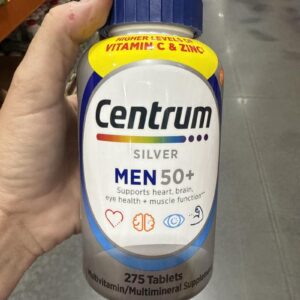 HIGHER LEVELS OF
VITAMIN C & ZINC*
Centrum
SILVER
MEN 50+
Supports heart, brain,
eye health + muscle function**
275 Tablets
Multivitamin/Multimineral Supplement